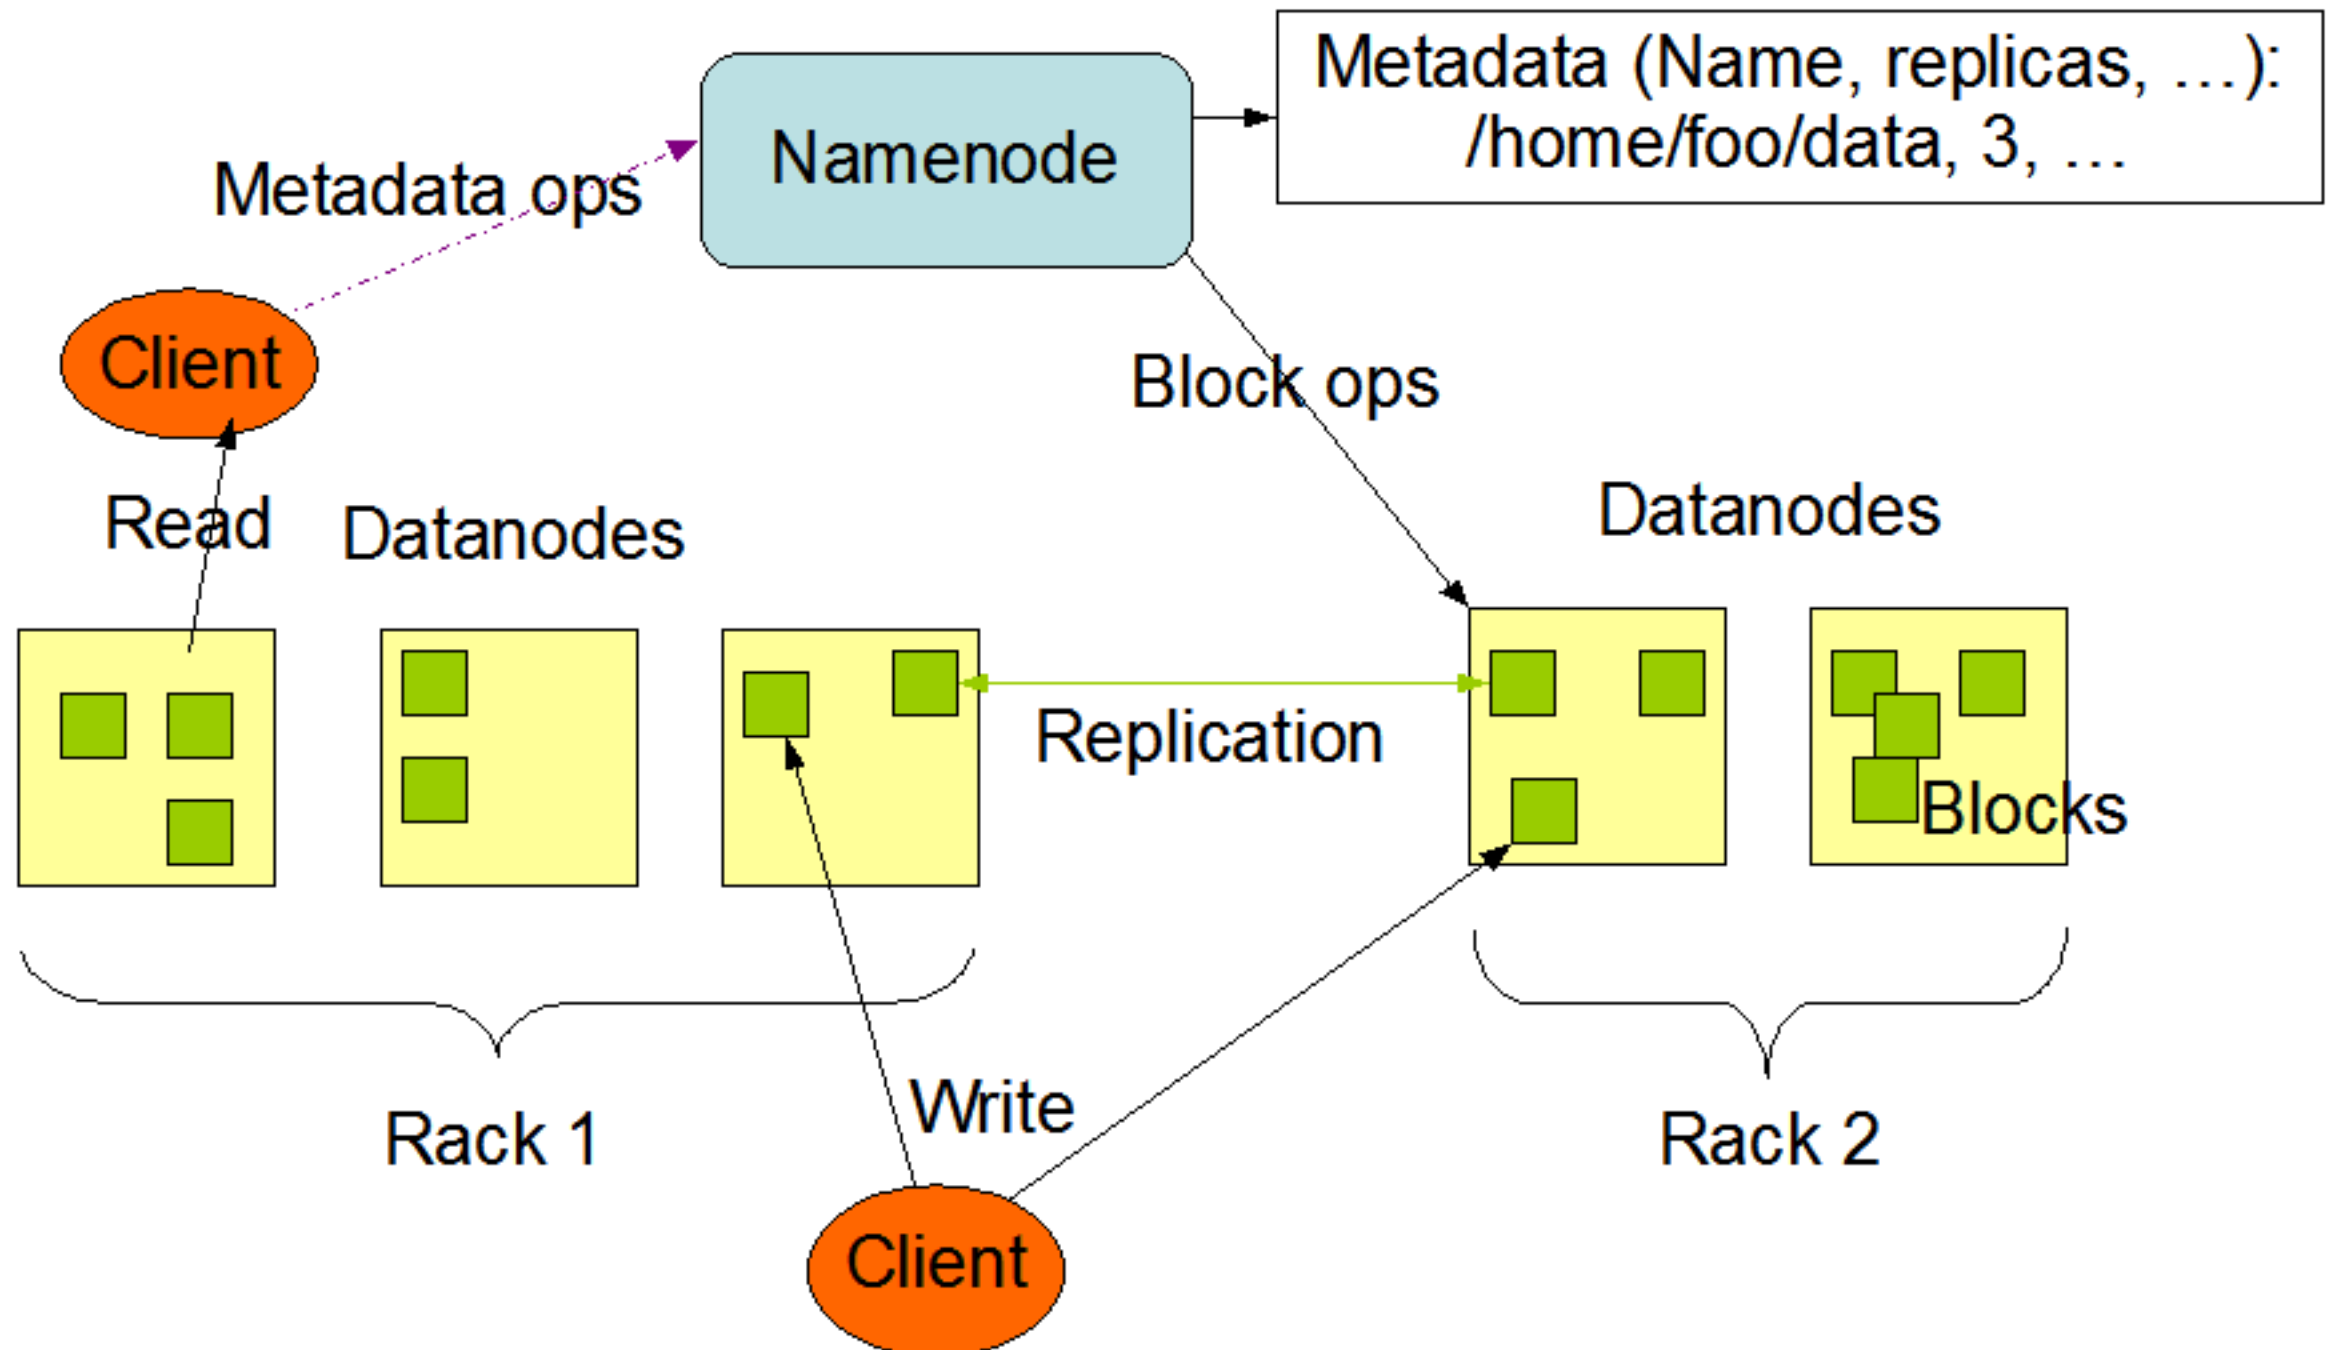 Metadata (Name, replicas, …):
/home/foo/data, 3, …
Namenode
Metadata ops
Client
Block ops
Read
Datanodes
Datanodes
Replication
Blocks
Rack 1
Write
Rack 2
Client